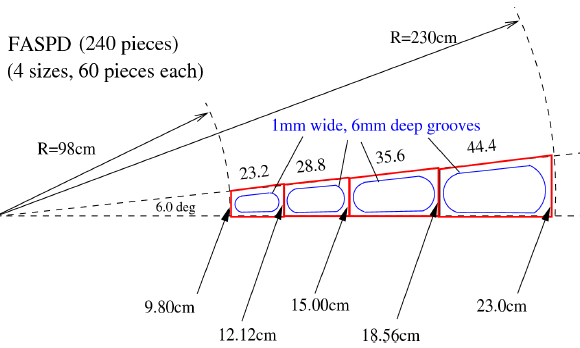 FASPD (240 pieces)
(4 sizes, 60 pieces each)
R=230cm
1mm wide, 6mm deep grooves
R=98cm
23.2
28.8
35.6
44.4
6.0 deg
9.80cm
12.12cm
15.00cm
18.56cm
23.0cm